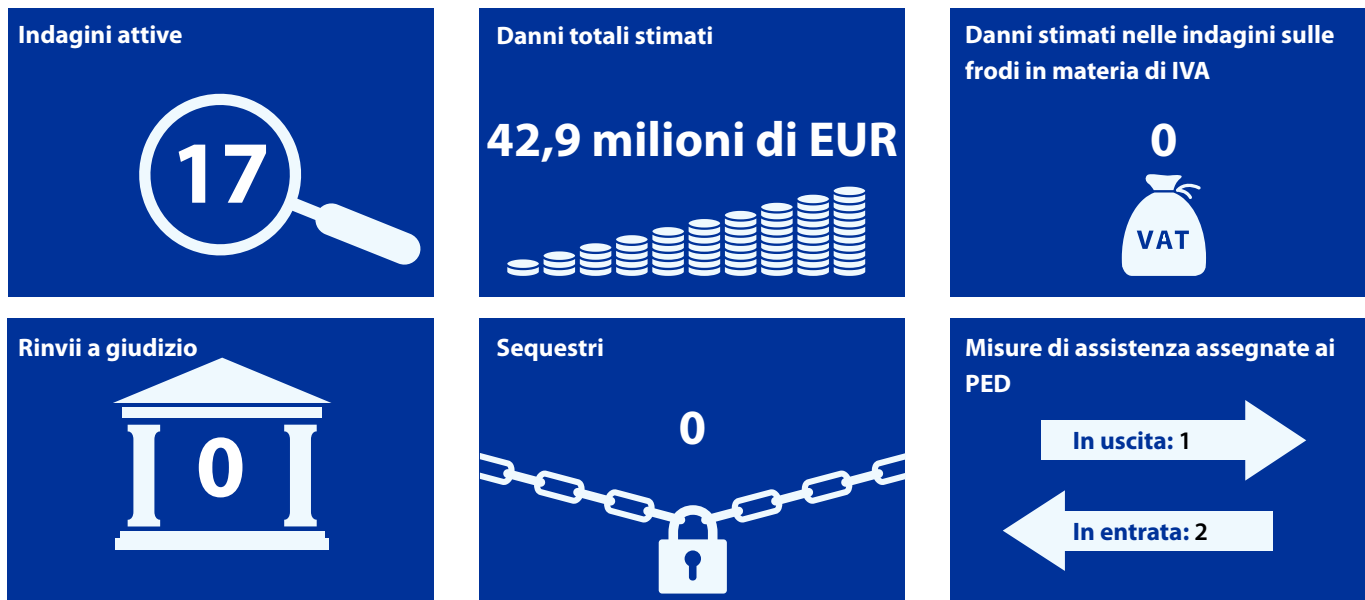 Indagini attive
17
Danni totali stimati
42,9 milioni di EUR
Danni stimati nelle indagini sulle
frodi in materia di IVA
0
VAT
Rinvii a giudizio
0
Sequestri
0
Misure di assistenza assegnate ai
PED
In uscita: 1
In entrata: 2